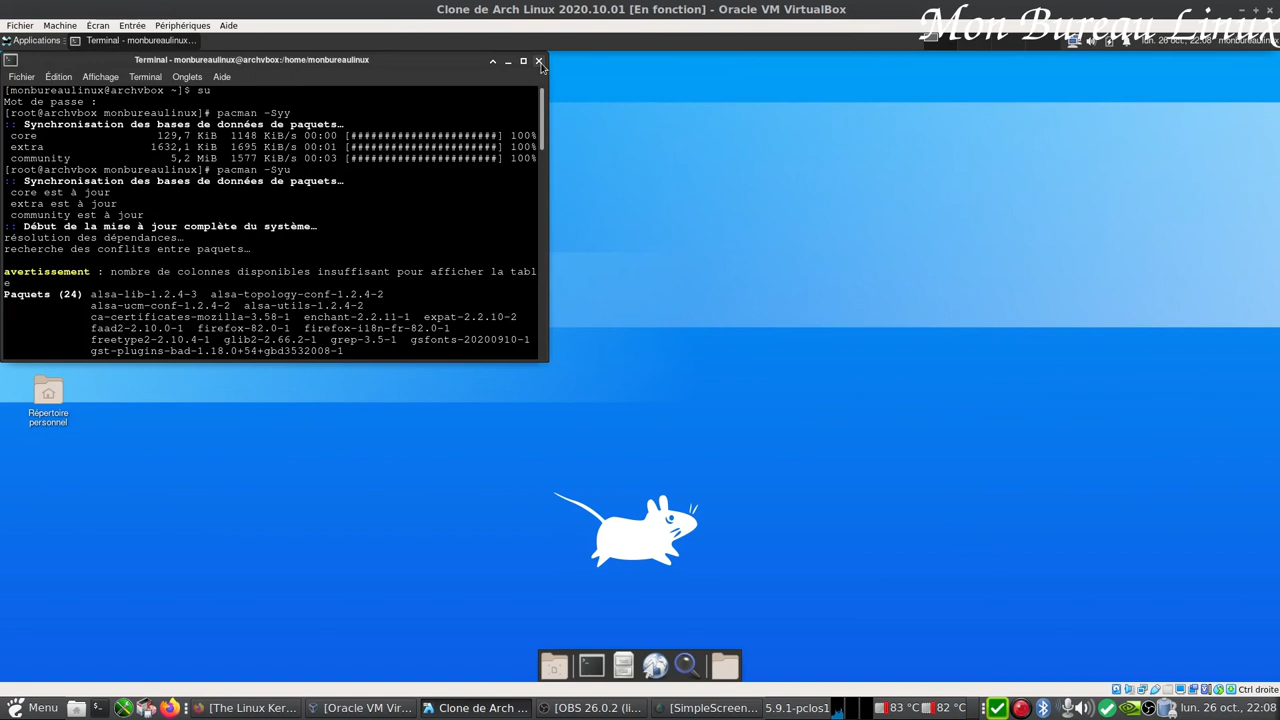 Clone de Arch Linux 2020.10.01 [En fonction] - Oracle VM VirtualBox
Fichier Machine Écran Entrée Périphériques Aide
Mon Bureau Linux
Applications Terminal - monbureaulinux... lun. 26 oct., 22:08 monbureaulinux
Terminal - monbureaulinux@archvbox:/home/monbureaulinux
Fichier Édition Affichage Terminal Onglets Aide
[monbureaulinux@archvbox ~]$ su
Mot de passe :
[root@archvbox monbureaulinux]# pacman -Syy
:: Synchronisation des bases de données de paquets…
core 129,7 KiB 1148 KiB/s 00:00 [######################] 100%
extra 1632,1 KiB 1695 KiB/s 00:01 [######################] 100%
community 5,2 MiB 1577 KiB/s 00:03 [######################] 100%
[root@archvbox monbureaulinux]# pacman -Syu
:: Synchronisation des bases de données de paquets…
core est à jour
extra est à jour
community est à jour
:: Début de la mise à jour complète du système…
résolution des dépendances…
recherche des conflits entre paquets…
avertissement : nombre de colonnes disponibles insuffisant pour afficher la tabl
e
Paquets (24) alsa-lib-1.2.4-3 alsa-topology-conf-1.2.4-2
alsa-ucm-conf-1.2.4-2 alsa-utils-1.2.4-2
ca-certificates-mozilla-3.58-1 enchant-2.2.11-1 expat-2.2.10-2
faad2-2.10.0-1 firefox-82.0-1 firefox-i18n-fr-82.0-1
freetype2-2.10.4-1 glib2-2.66.2-1 grep-3.5-1 gsfonts-20200910-1
gst-plugins-bad-1.18.0+54+gbd3532008-1
Répertoire
personnel
Ctrl droite
Menu [The Linux Ker... [Oracle VM Vir... Clone de Arch ... [OBS 26.0.2 (li... [SimpleScreen... 5.9.1-pclos1 83 °C 82 °C lun. 26 oct., 22:08